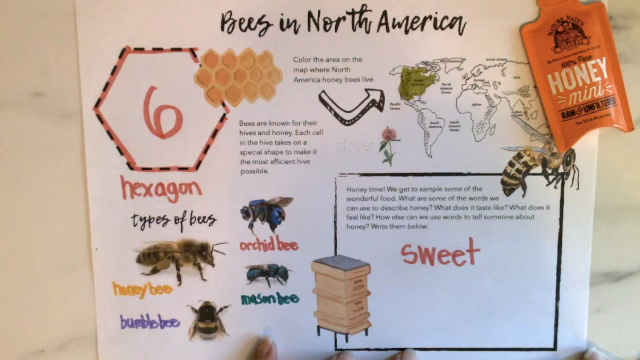 Bees in North America
6
hexagon
Color the area on the
map where North
America honey bees live
Bees are known for their
hives and honey. Each cell
in the hive takes on a
special shape to make it
the most efficient hive
possible.
clover
types of bees
honey bee
bumble bee
orchid bee
mason bee
Honey time! We get to sample some of the
wonderful food. What are some of the words we
can use to describe honey? What does it taste like? What does it
feel like? How else can we use words to tell someone about
honey? Write them below.
sweet
NATURE NATE'S
100% Pure
HONEY
mini
RAW & UNFILTERED